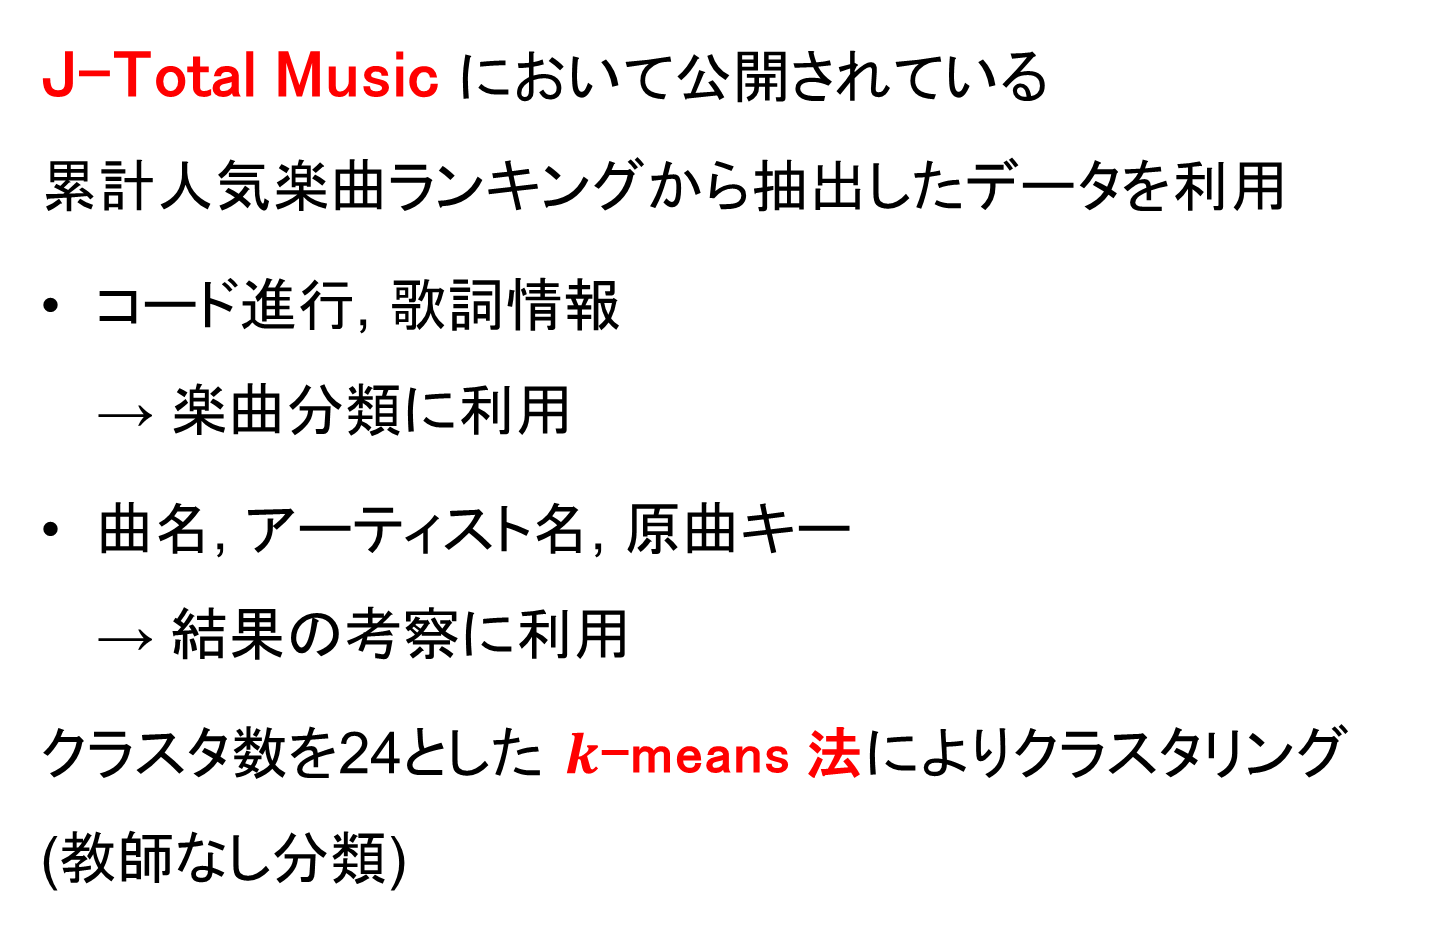 J-Total Music において公開されている
累計人気楽曲ランキングから抽出したデータを利用
• コード進行, 歌詞情報
→ 楽曲分類に利用
• 曲名, アーティスト名, 原曲キー
→ 結果の考察に利用
クラスタ数を24とした k-means 法によりクラスタリング
(教師なし分類)